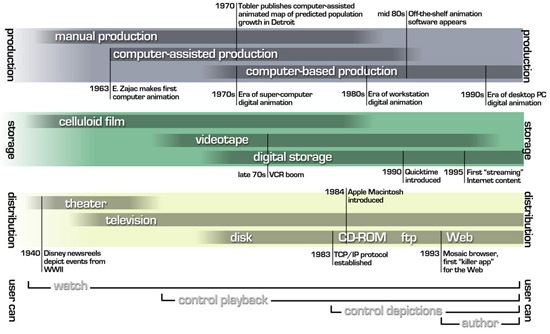 1970
Tobler publishes computer-assisted
animated map of predicted population
growth in Detroit
mid 80s
Off-the-shelf animation
software appears
production
manual production
computer-assisted production
computer-based production
production
1963
E. Zajac makes first
computer animation
1970s
Era of super-computer
digital animation
1980s
Era of workstation
digital animation
1990s
Era of desktop PC
digital animation
storage
celluloid film
videotape
digital storage
storage
late 70s
VCR boom
1990
Quicktime
introduced
1995
First "streaming"
Internet content
1984
Apple Macintosh
introduced
distribution
theater
television
disk
CD-ROM
ftp
Web
distribution
1940
Disney newsreels
depict events from
WWII
1983
TCP/IP protocol
established
1993
Mosaic browser,
first "killer app"
for the Web
user can
watch
control playback
control depictions
author
user can